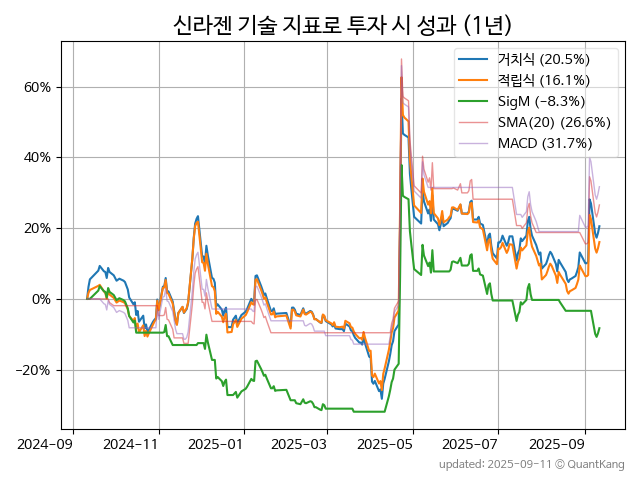 신라젠 기술 지표로 투자 시 성과 (1년)
거치식 (20.5%)
적립식 (16.1%)
SigM (−8.3%)
SMA(20) (26.6%)
MACD (31.7%)
60%
40%
20%
0%
−20%
2024-09
2024-11
2025-01
2025-03
2025-05
2025-07
2025-09
updated: 2025-09-11 © QuantKang